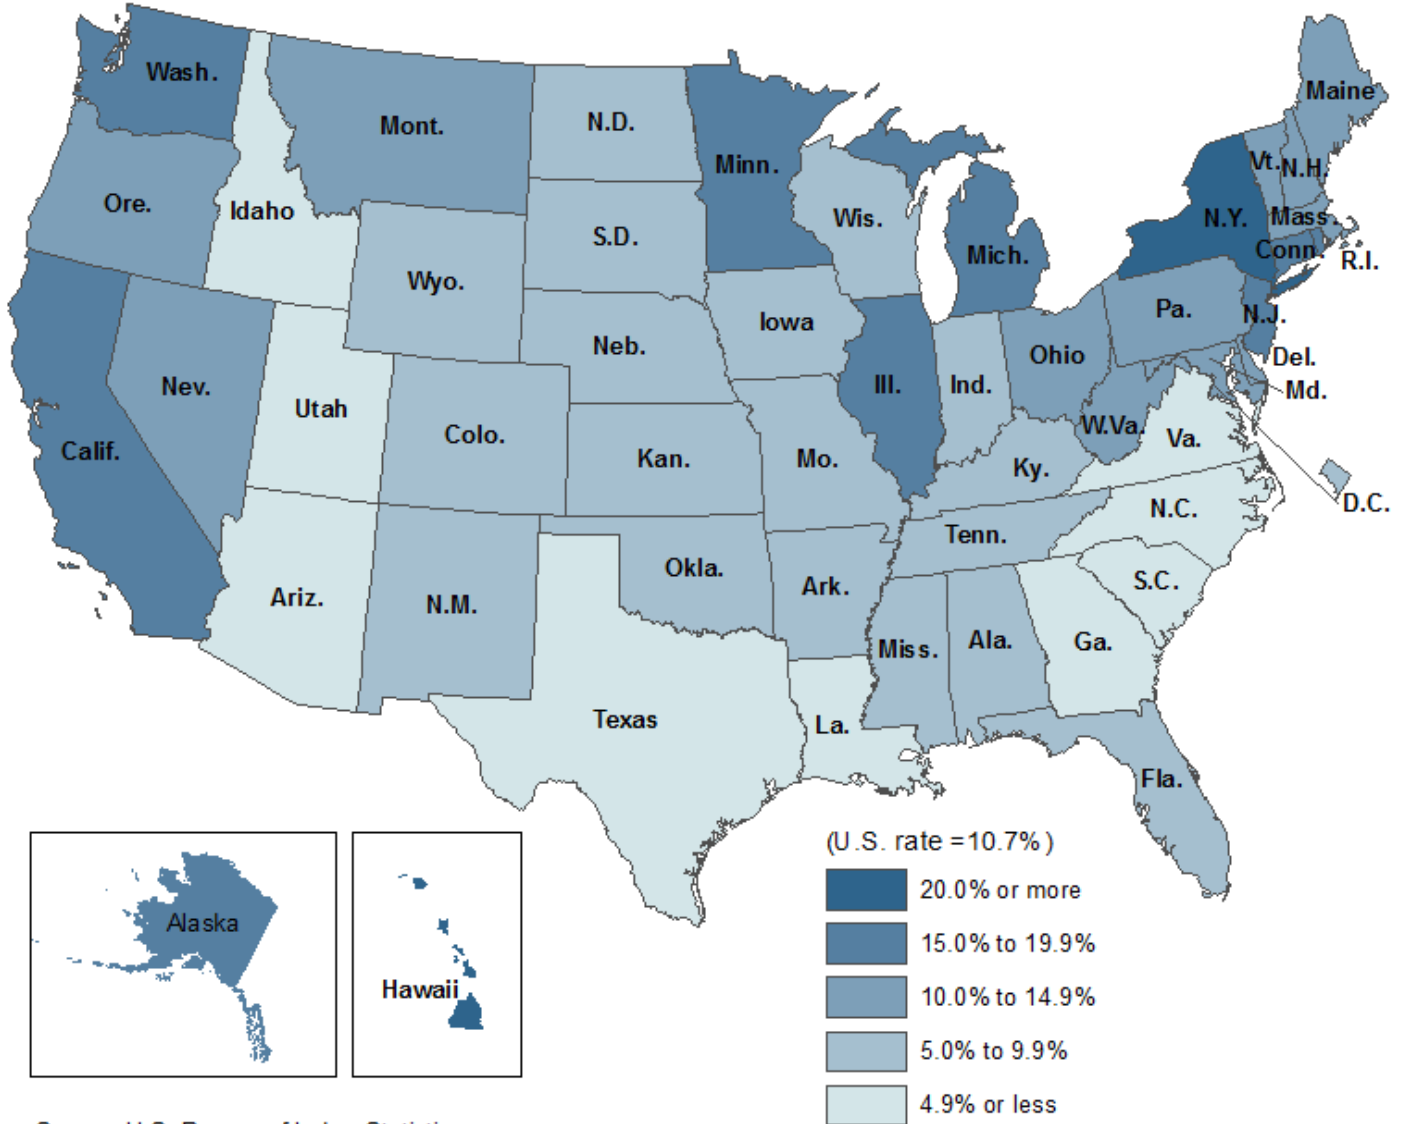 Wash.
Mont.
N.D.
Minn.
Maine
Vt.
N.H.
Ore.
Idaho
S.D.
Wis.
N.Y.
Mass.
Conn.
R.I.
Wyo.
Mich.
Iowa
Pa.
N.J.
Neb.
Ohio
Del.
Nev.
Utah
Ill.
Ind.
Md.
Colo.
W.Va.
Va.
Calif.
Kan.
Mo.
Ky.
D.C.
N.C.
Tenn.
Okla.
Ark.
S.C.
Ariz.
N.M.
Miss.
Ala.
Ga.
Texas
La.
Fla.
(U.S. rate =10.7%)
20.0% or more
15.0% to 19.9%
10.0% to 14.9%
5.0% to 9.9%
4.9% or less
Alaska
Hawaii